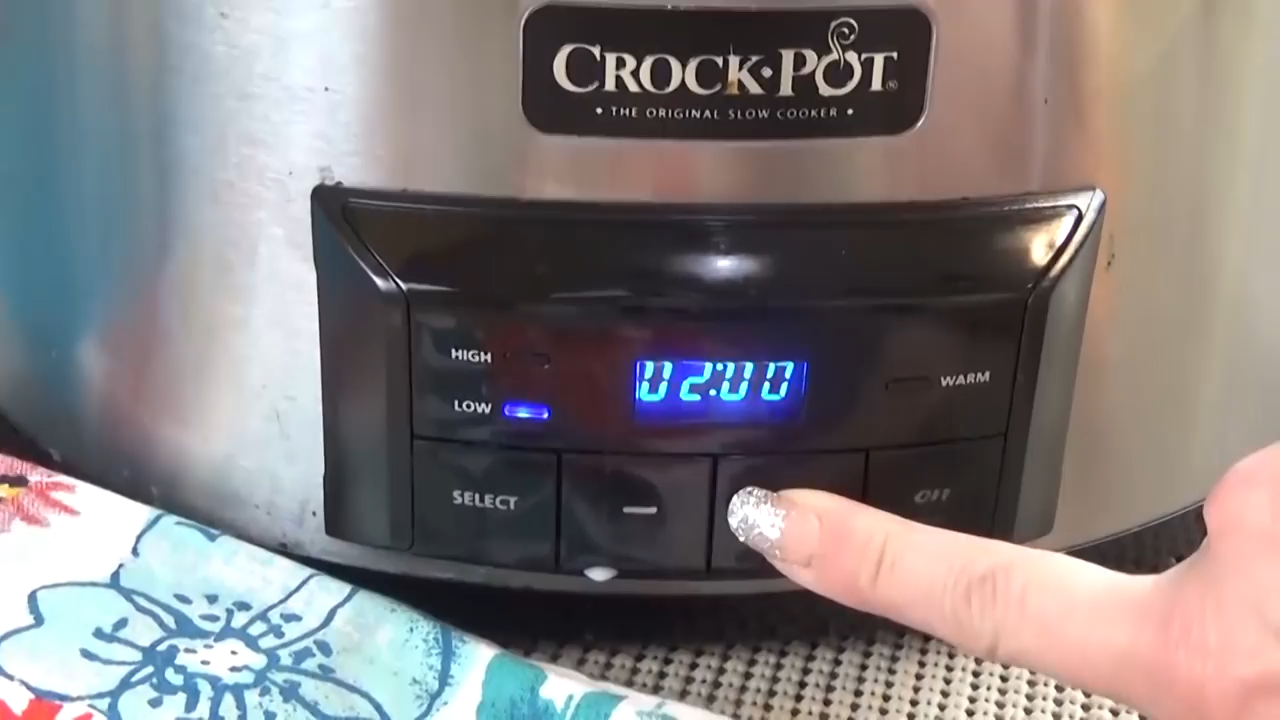 CROCK·POT®
• THE ORIGINAL SLOW COOKER •
HIGH
02:00
WARM
LOW
SELECT
—
OFF